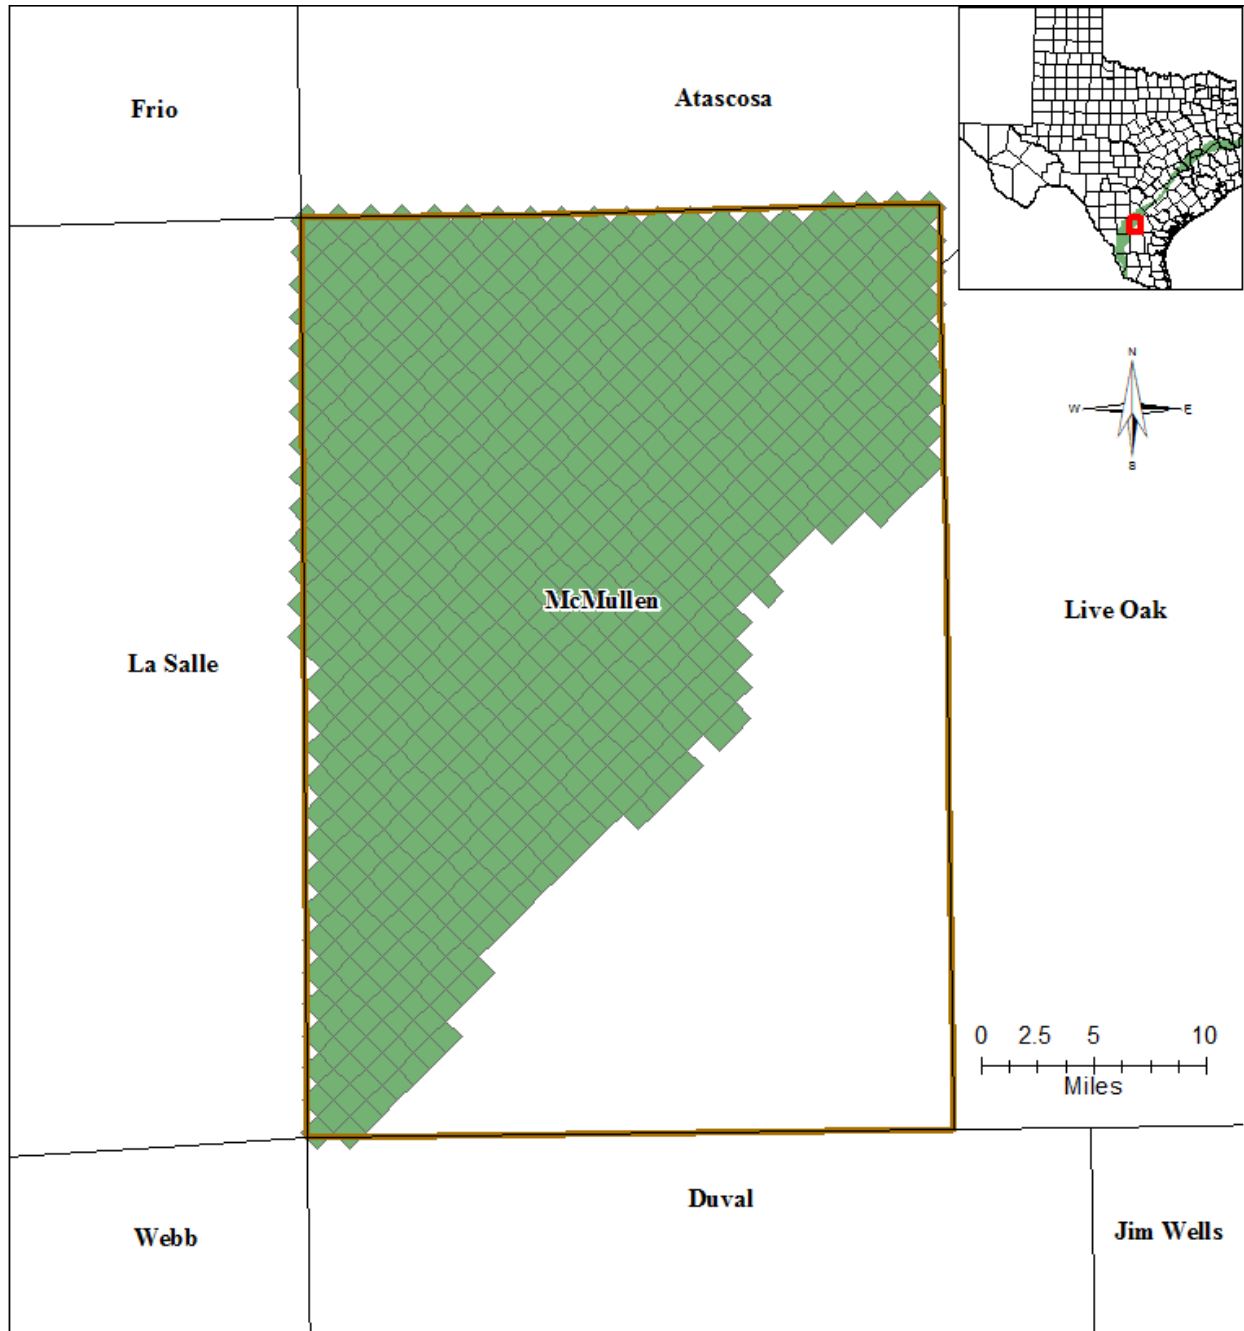 Frio
Atascosa
N
W E
S
McMullen
Live Oak
La Salle
0 2.5 5 10
Miles
Duval
Webb
Jim Wells